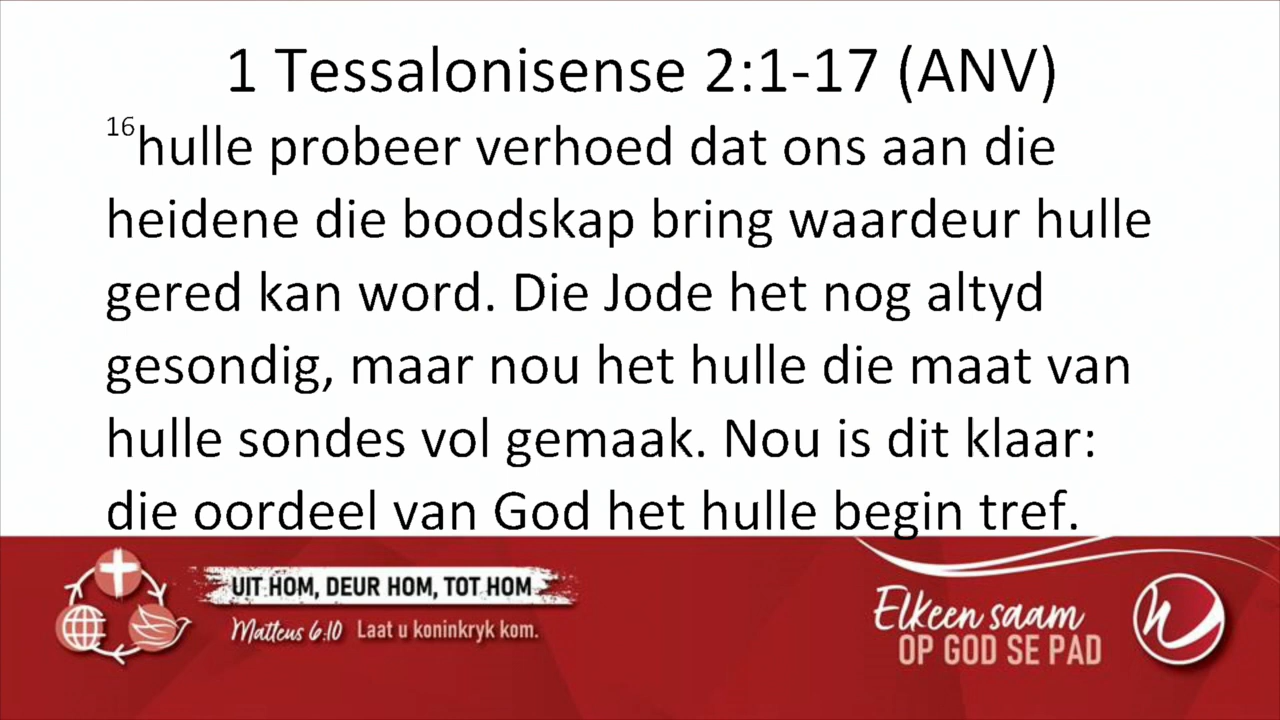 1 Tessalonisense 2:1-17 (ANV)
16hulle probeer verhoed dat ons aan die
heidene die boodskap bring waardeur hulle
gered kan word. Die Jode het nog altyd
gesondig, maar nou het hulle die maat van
hulle sondes vol gemaak. Nou is dit klaar:
die oordeel van God het hulle begin tref.
UIT HOM, DEUR HOM, TOT HOM
Matteus 6:10 Laat u koninkryk kom.
Elkeen saam
OP GOD SE PAD